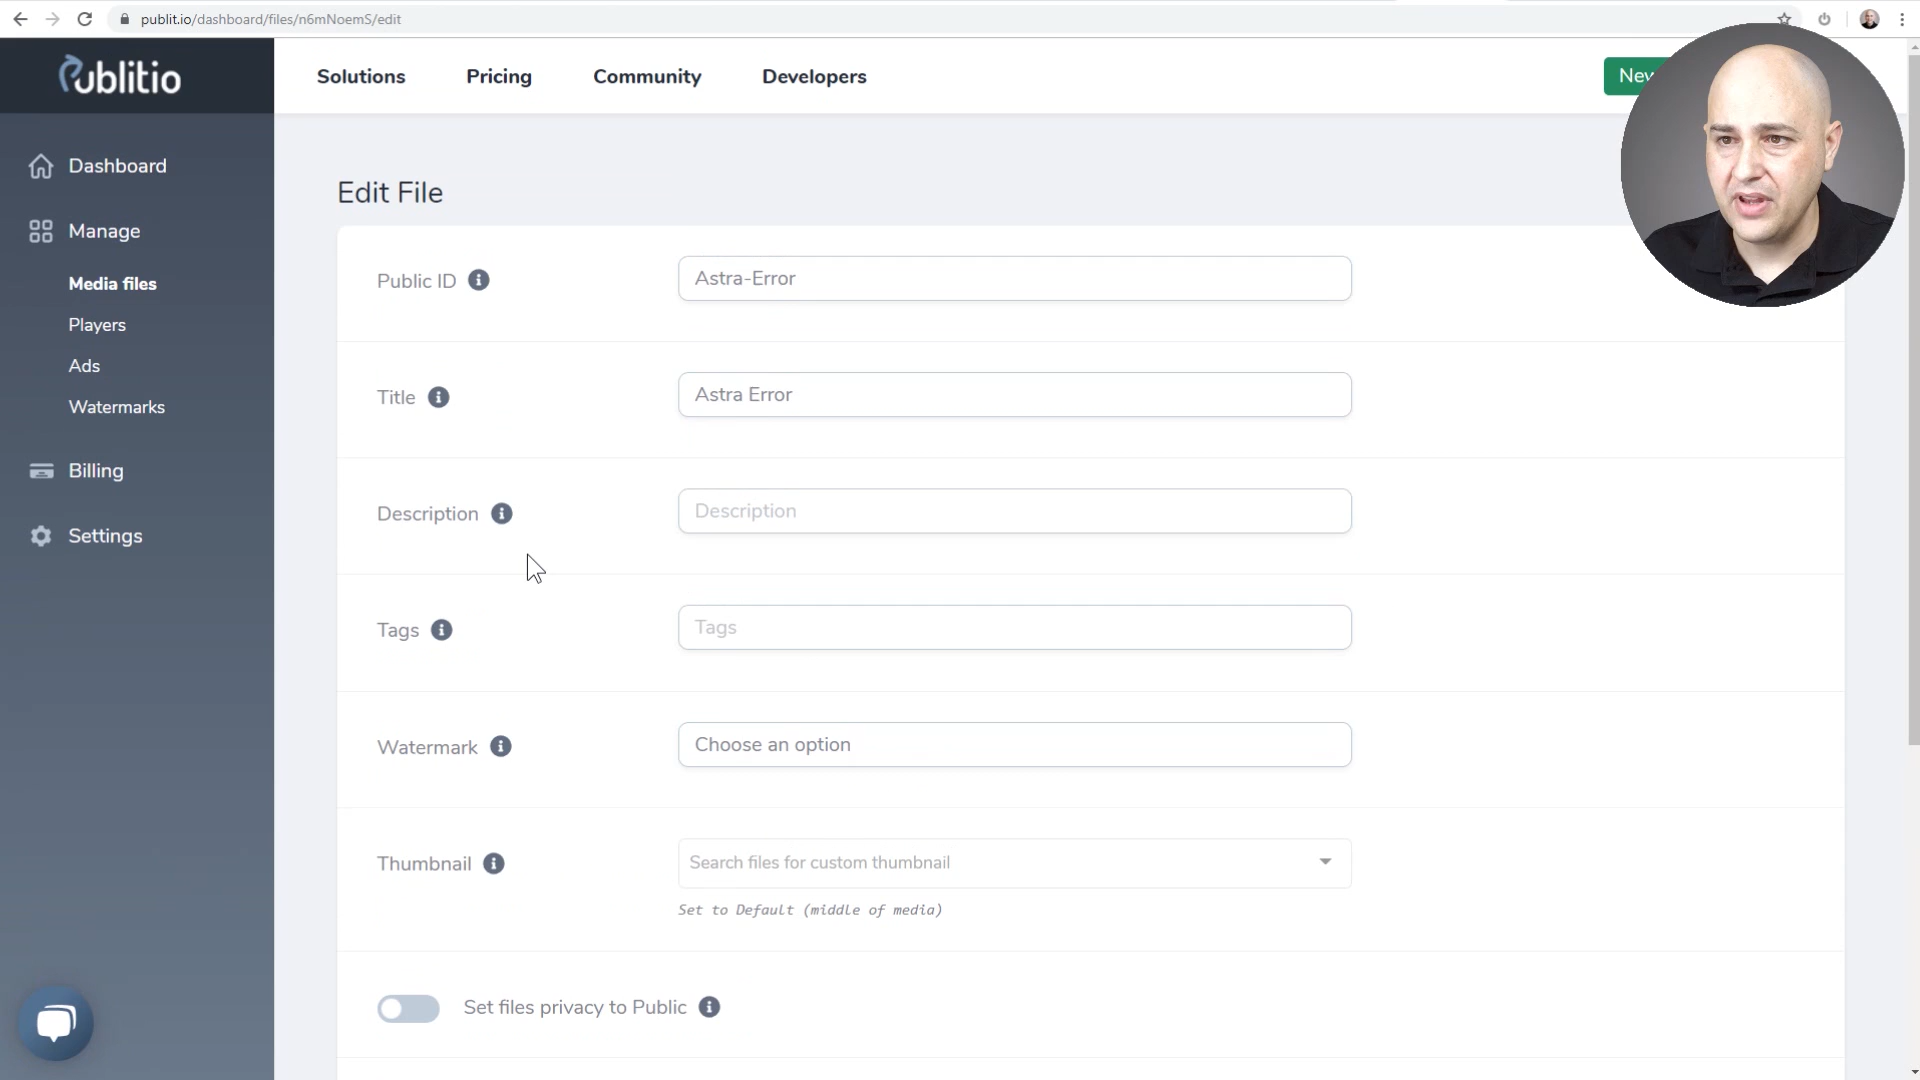 publit.io/dashboard/files/n6mNoemS/edit
Publitio
Solutions
Pricing
Community
Developers
Dashboard
Manage
Media files
Players
Ads
Watermarks
Billing
Settings
Edit File
Public ID
Astra-Error
Title
Astra Error
Description
Description
Tags
Tags
Watermark
Choose an option
Thumbnail
Search files for custom thumbnail
Set to Default (middle of media)
Set files privacy to Public